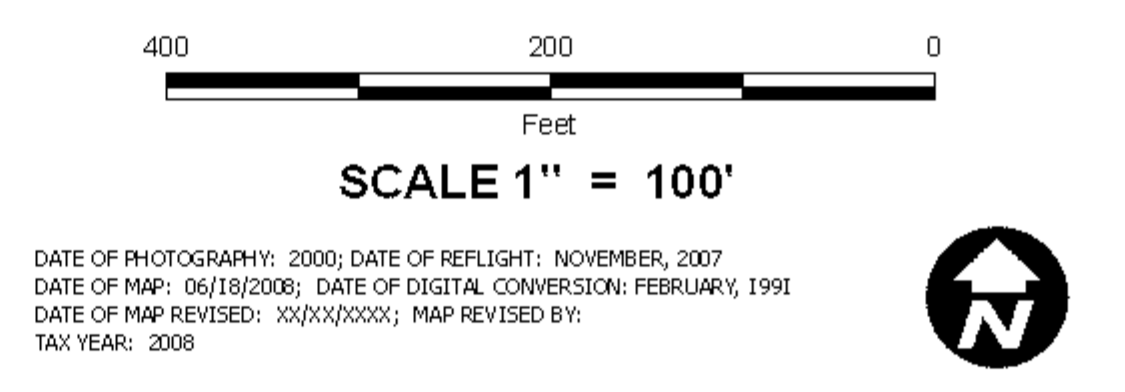 400 200 0
Feet
SCALE 1" = 100'
DATE OF PHOTOGRAPHY: 2000; DATE OF REFLIGHT: NOVEMBER, 2007
DATE OF MAP: 06/I8/2008; DATE OF DIGITAL CONVERSION: FEBRUARY, I99I
DATE OF MAP REVISED: XX/XX/XXXX; MAP REVISED BY:
TAX YEAR: 2008
N